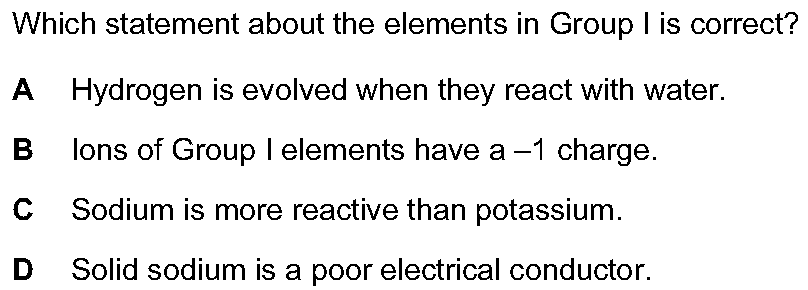 Which statement about the elements in Group I is correct?
A Hydrogen is evolved when they react with water.
B Ions of Group I elements have a –1 charge.
C Sodium is more reactive than potassium.
D Solid sodium is a poor electrical conductor.